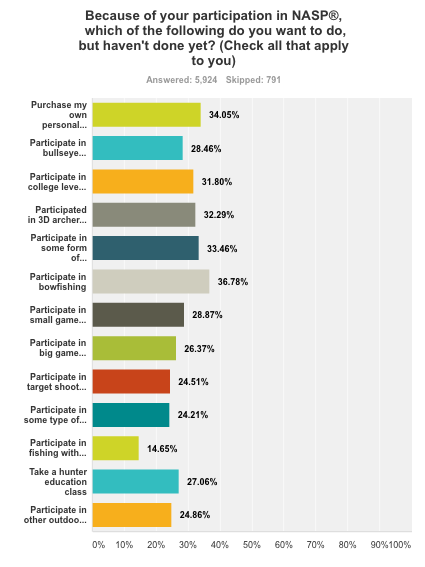 Because of your participation in NASP®,
which of the following do you want to do,
but haven't done yet? (Check all that apply
to you)
Answered: 5,924 Skipped: 791
Purchase my
own
personal...
34.05%
Participate in
bullseye...
28.46%
Participate in
college leve...
31.80%
Participated
in 3D archer...
32.29%
Participate in
some form
of...
33.46%
Participate in
bowfishing
36.78%
Participate in
small game...
28.87%
Participate in
big game...
26.37%
Participate in
target shoot...
24.51%
Participate in
some type of...
24.21%
Participate in
fishing with...
14.65%
Take a hunter
education
class
27.06%
Participate in
other outdoo...
24.86%
0% 10% 20% 30% 40% 50% 60% 70% 80% 90%100%